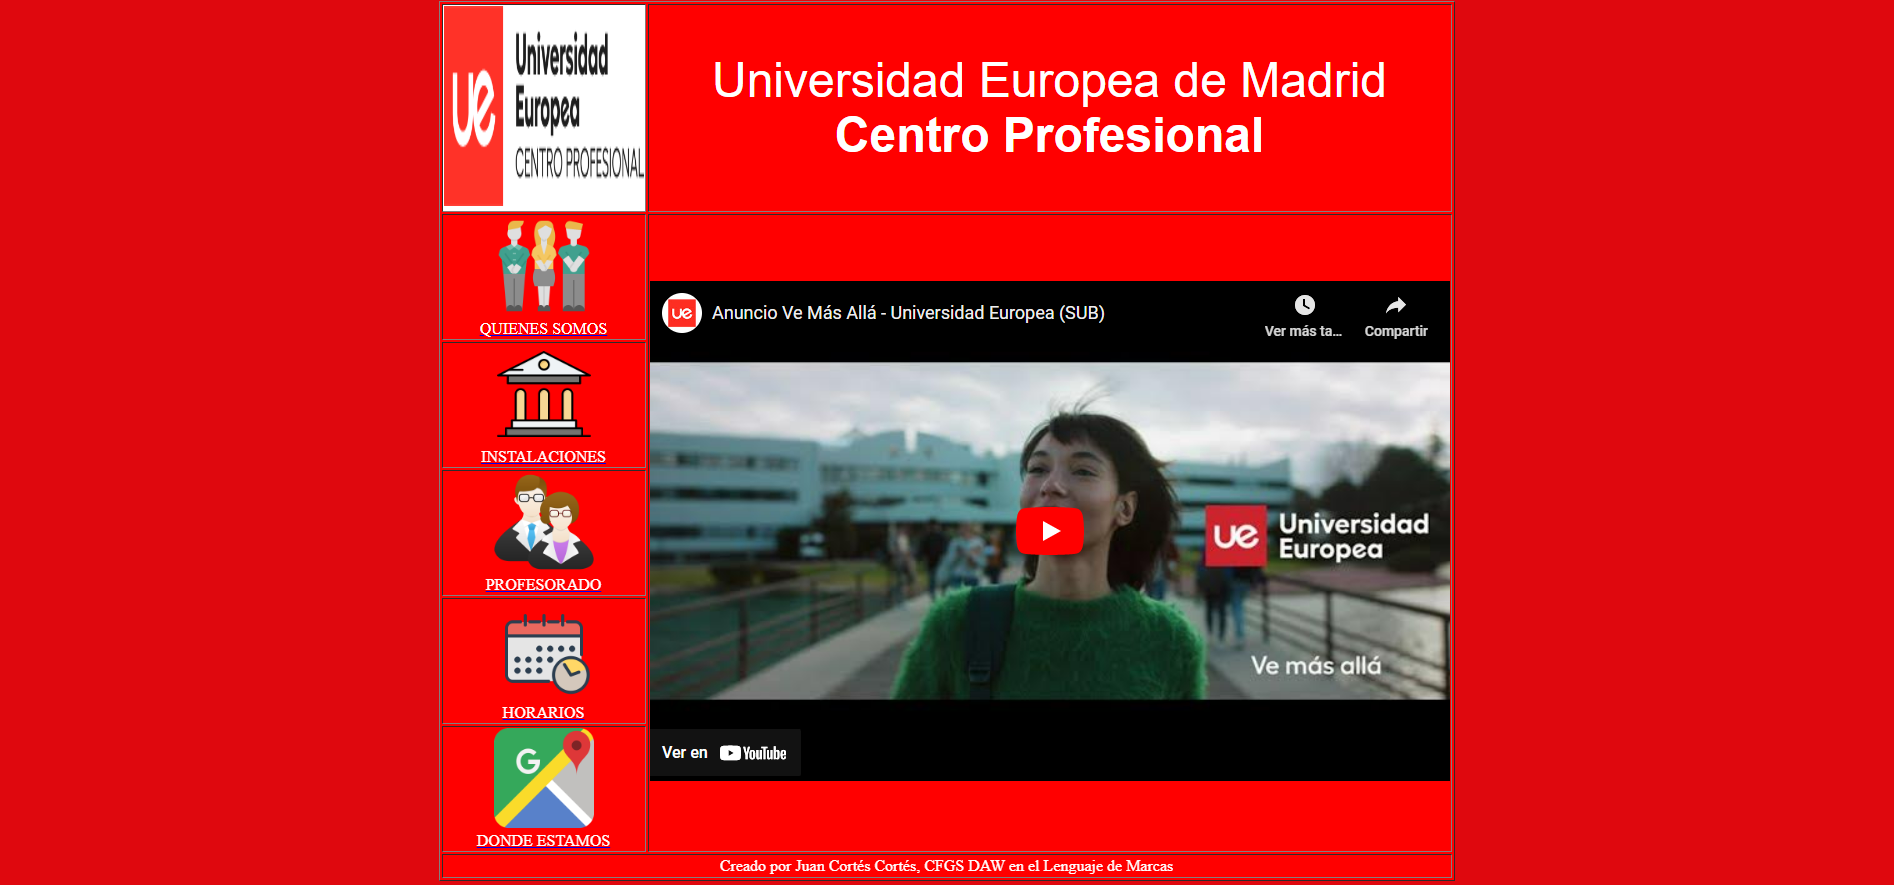 Universidad
Europea
CENTRO PROFESIONAL
ue
Universidad Europea de Madrid
Centro Profesional
QUIENES SOMOS
INSTALACIONES
PROFESORADO
HORARIOS
G
DONDE ESTAMOS
ue
Anuncio Ve Más Allá - Universidad Europea (SUB)
Ver más ta...
Compartir
ue
Universidad
Europea
Ve más allá
Ver en YouTube
Creado por Juan Cortés Cortés, CFGS DAW en el Lenguaje de Marcas